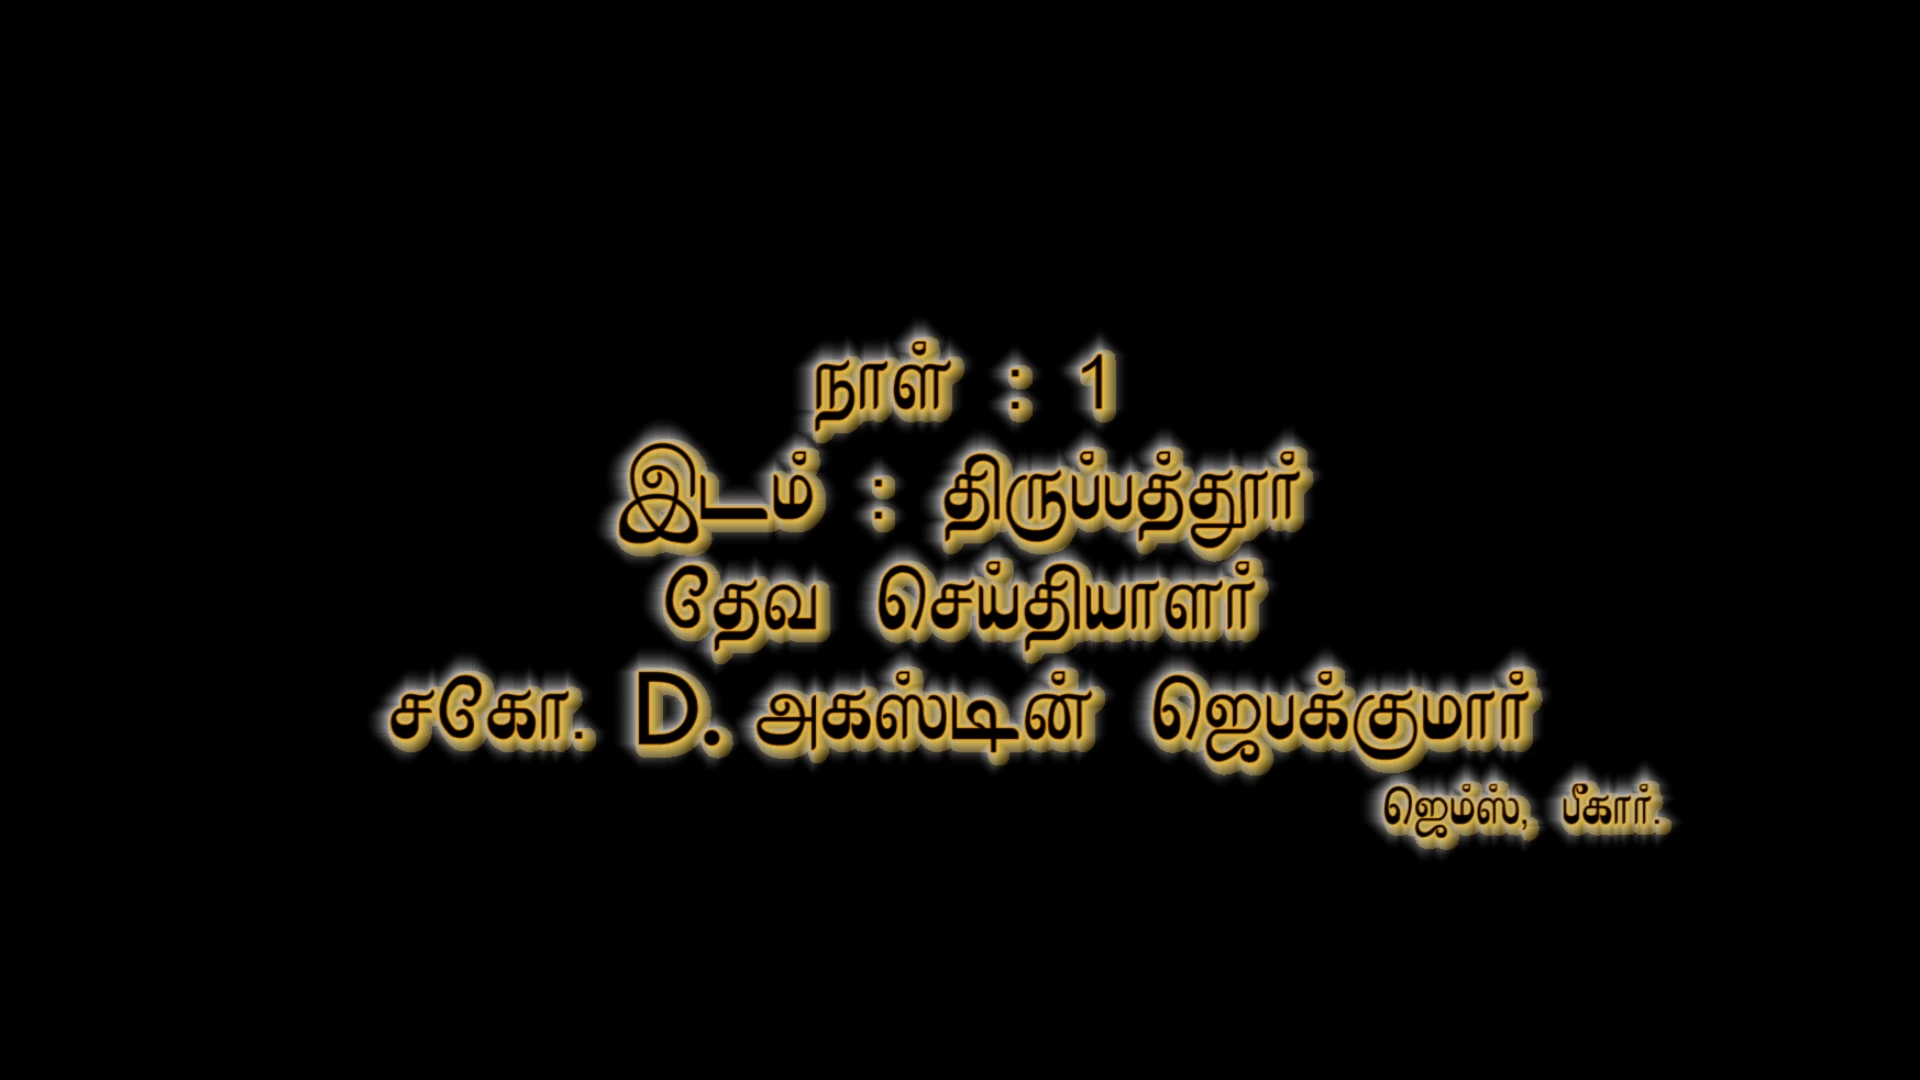 நாள் : 1
இடம் : திருப்பத்தூர்
தேவ செய்தியாளர்
சகோ. D. அகஸ்டின் ஜெபக்குமார்
ஜெம்ஸ், பீகார்.